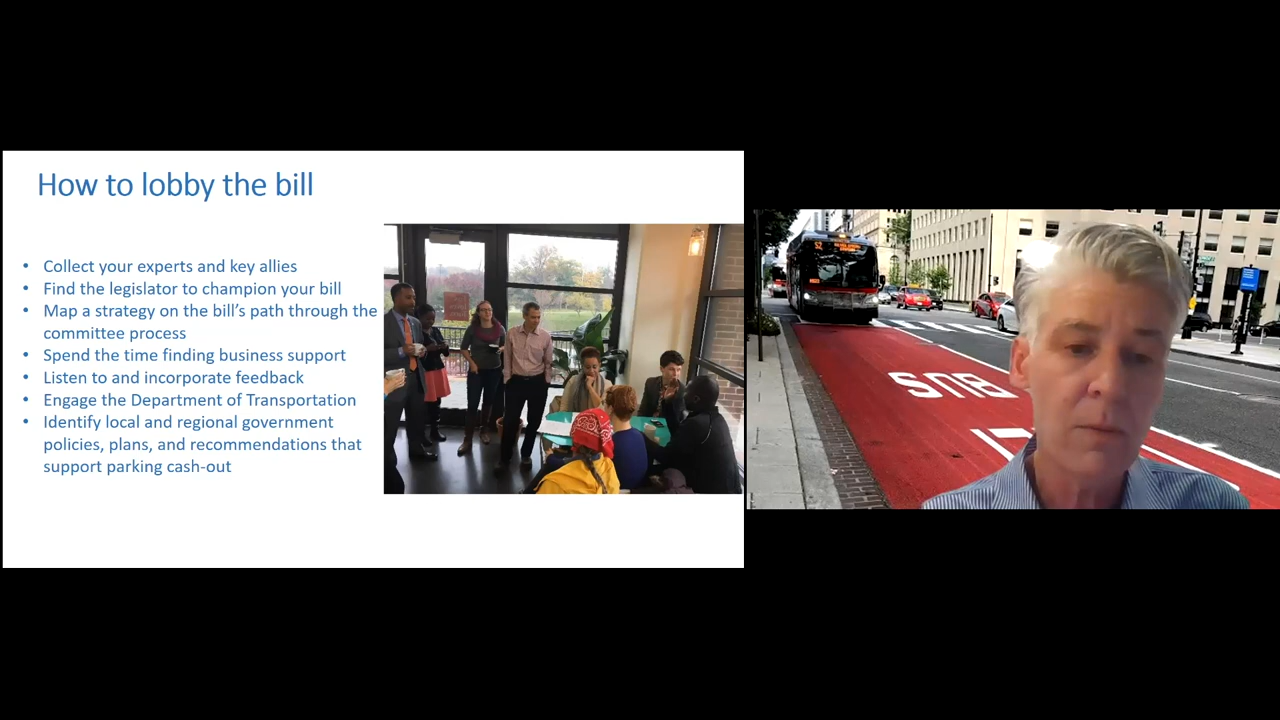 How to lobby the bill
• Collect your experts and key allies
• Find the legislator to champion your bill
• Map a strategy on the bill's path through the
committee process
• Spend the time finding business support
• Listen to and incorporate feedback
• Engage the Department of Transportation
• Identify local and regional government
policies, plans, and recommendations that
support parking cash-out
S2
BUS